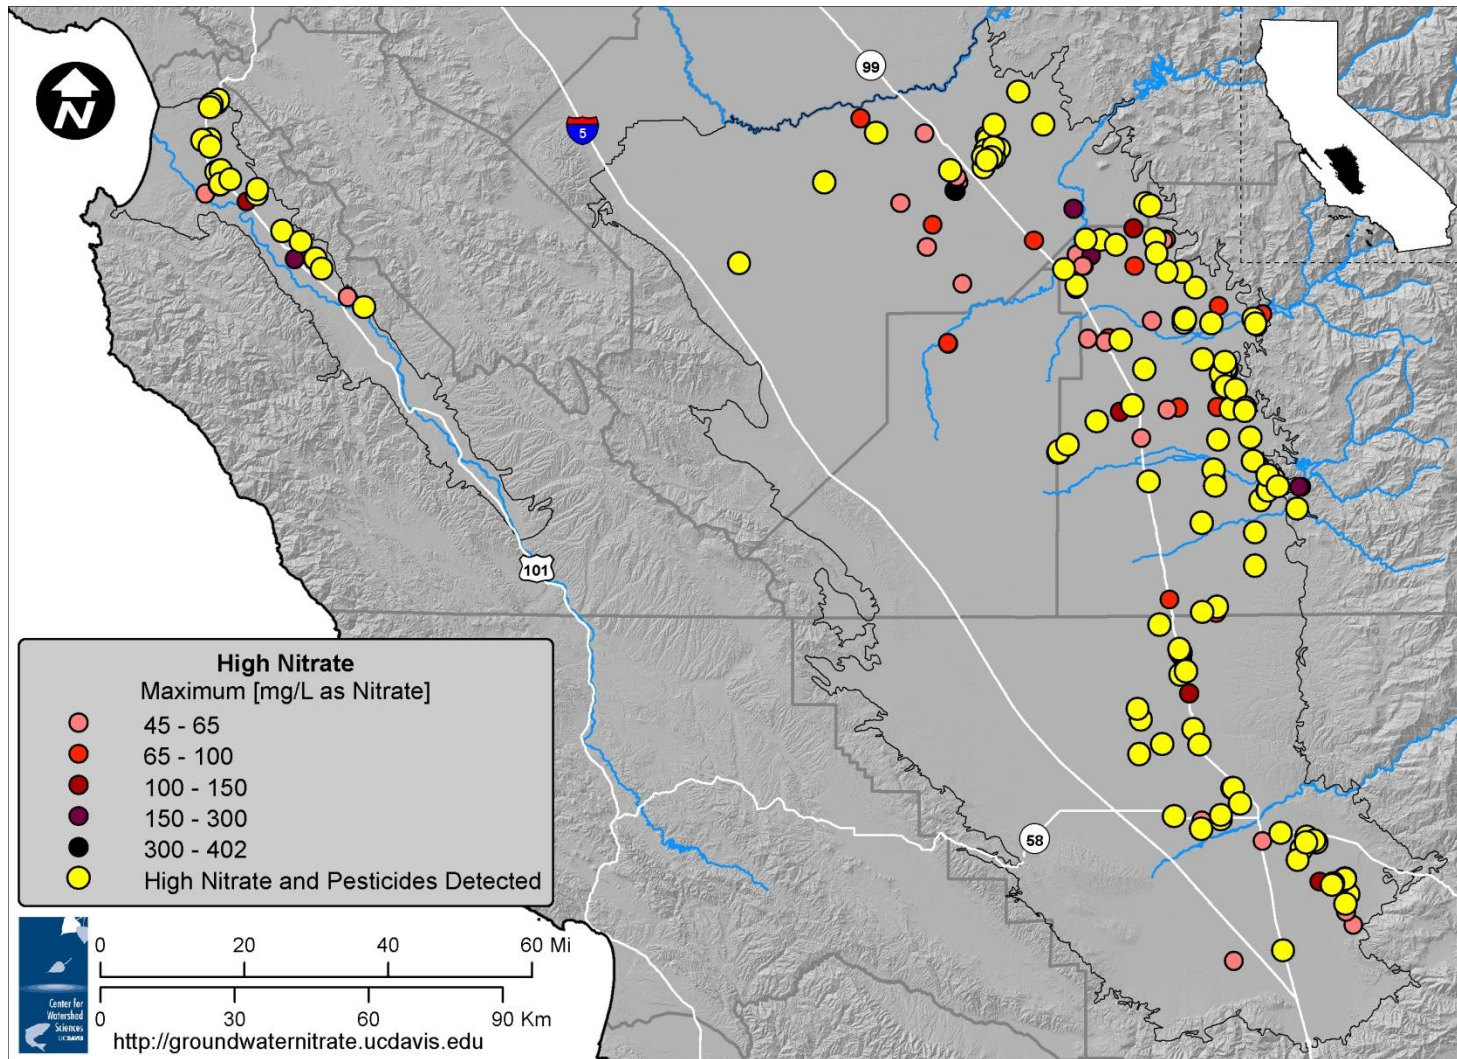 N
99
5
101
58
High Nitrate
Maximum [mg/L as Nitrate]
45 - 65
65 - 100
100 - 150
150 - 300
300 - 402
High Nitrate and Pesticides Detected
0 20 40 60 Mi
0 30 60 90 Km
Center for
Watershed
Sciences
UCDAVIS
http://groundwaternitrate.ucdavis.edu